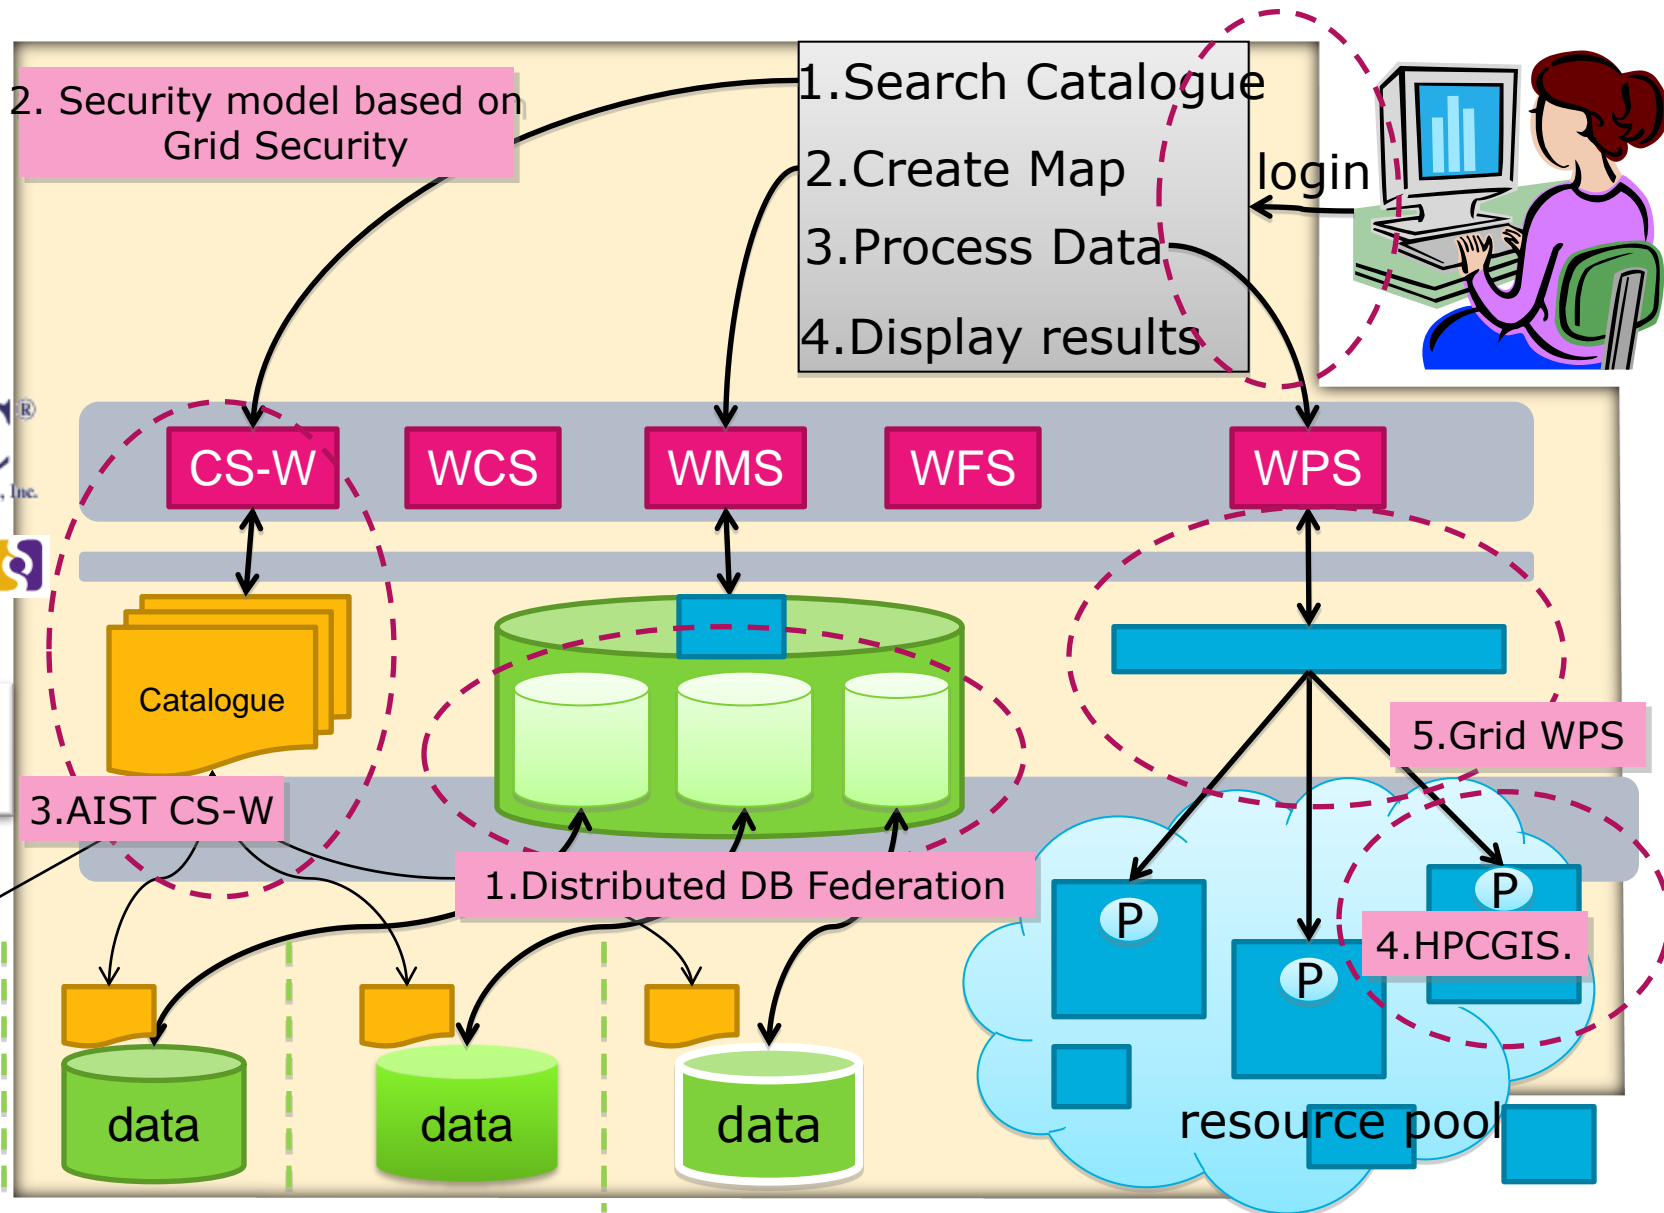 1.Search Catalogue
2. Security model based on
Grid Security
2.Create Map
login
3.Process Data
4.Display results
®
, Inc.
CS-W
WCS
WMS
WFS
WPS
Catalogue
5.Grid WPS
3.AIST CS-W
1.Distributed DB Federation
P
P
P
4.HPCGIS.
data
data
data
resource pool